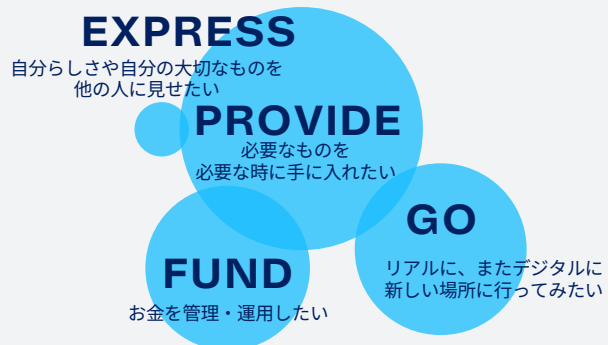 EXPRESS
自分らしさや自分の大切なものを
他の人に見せたい
PROVIDE
必要なものを
必要な時に手に入れたい
GO
リアルに、またデジタルに
新しい場所に行ってみたい
FUND
お金を管理・運用したい